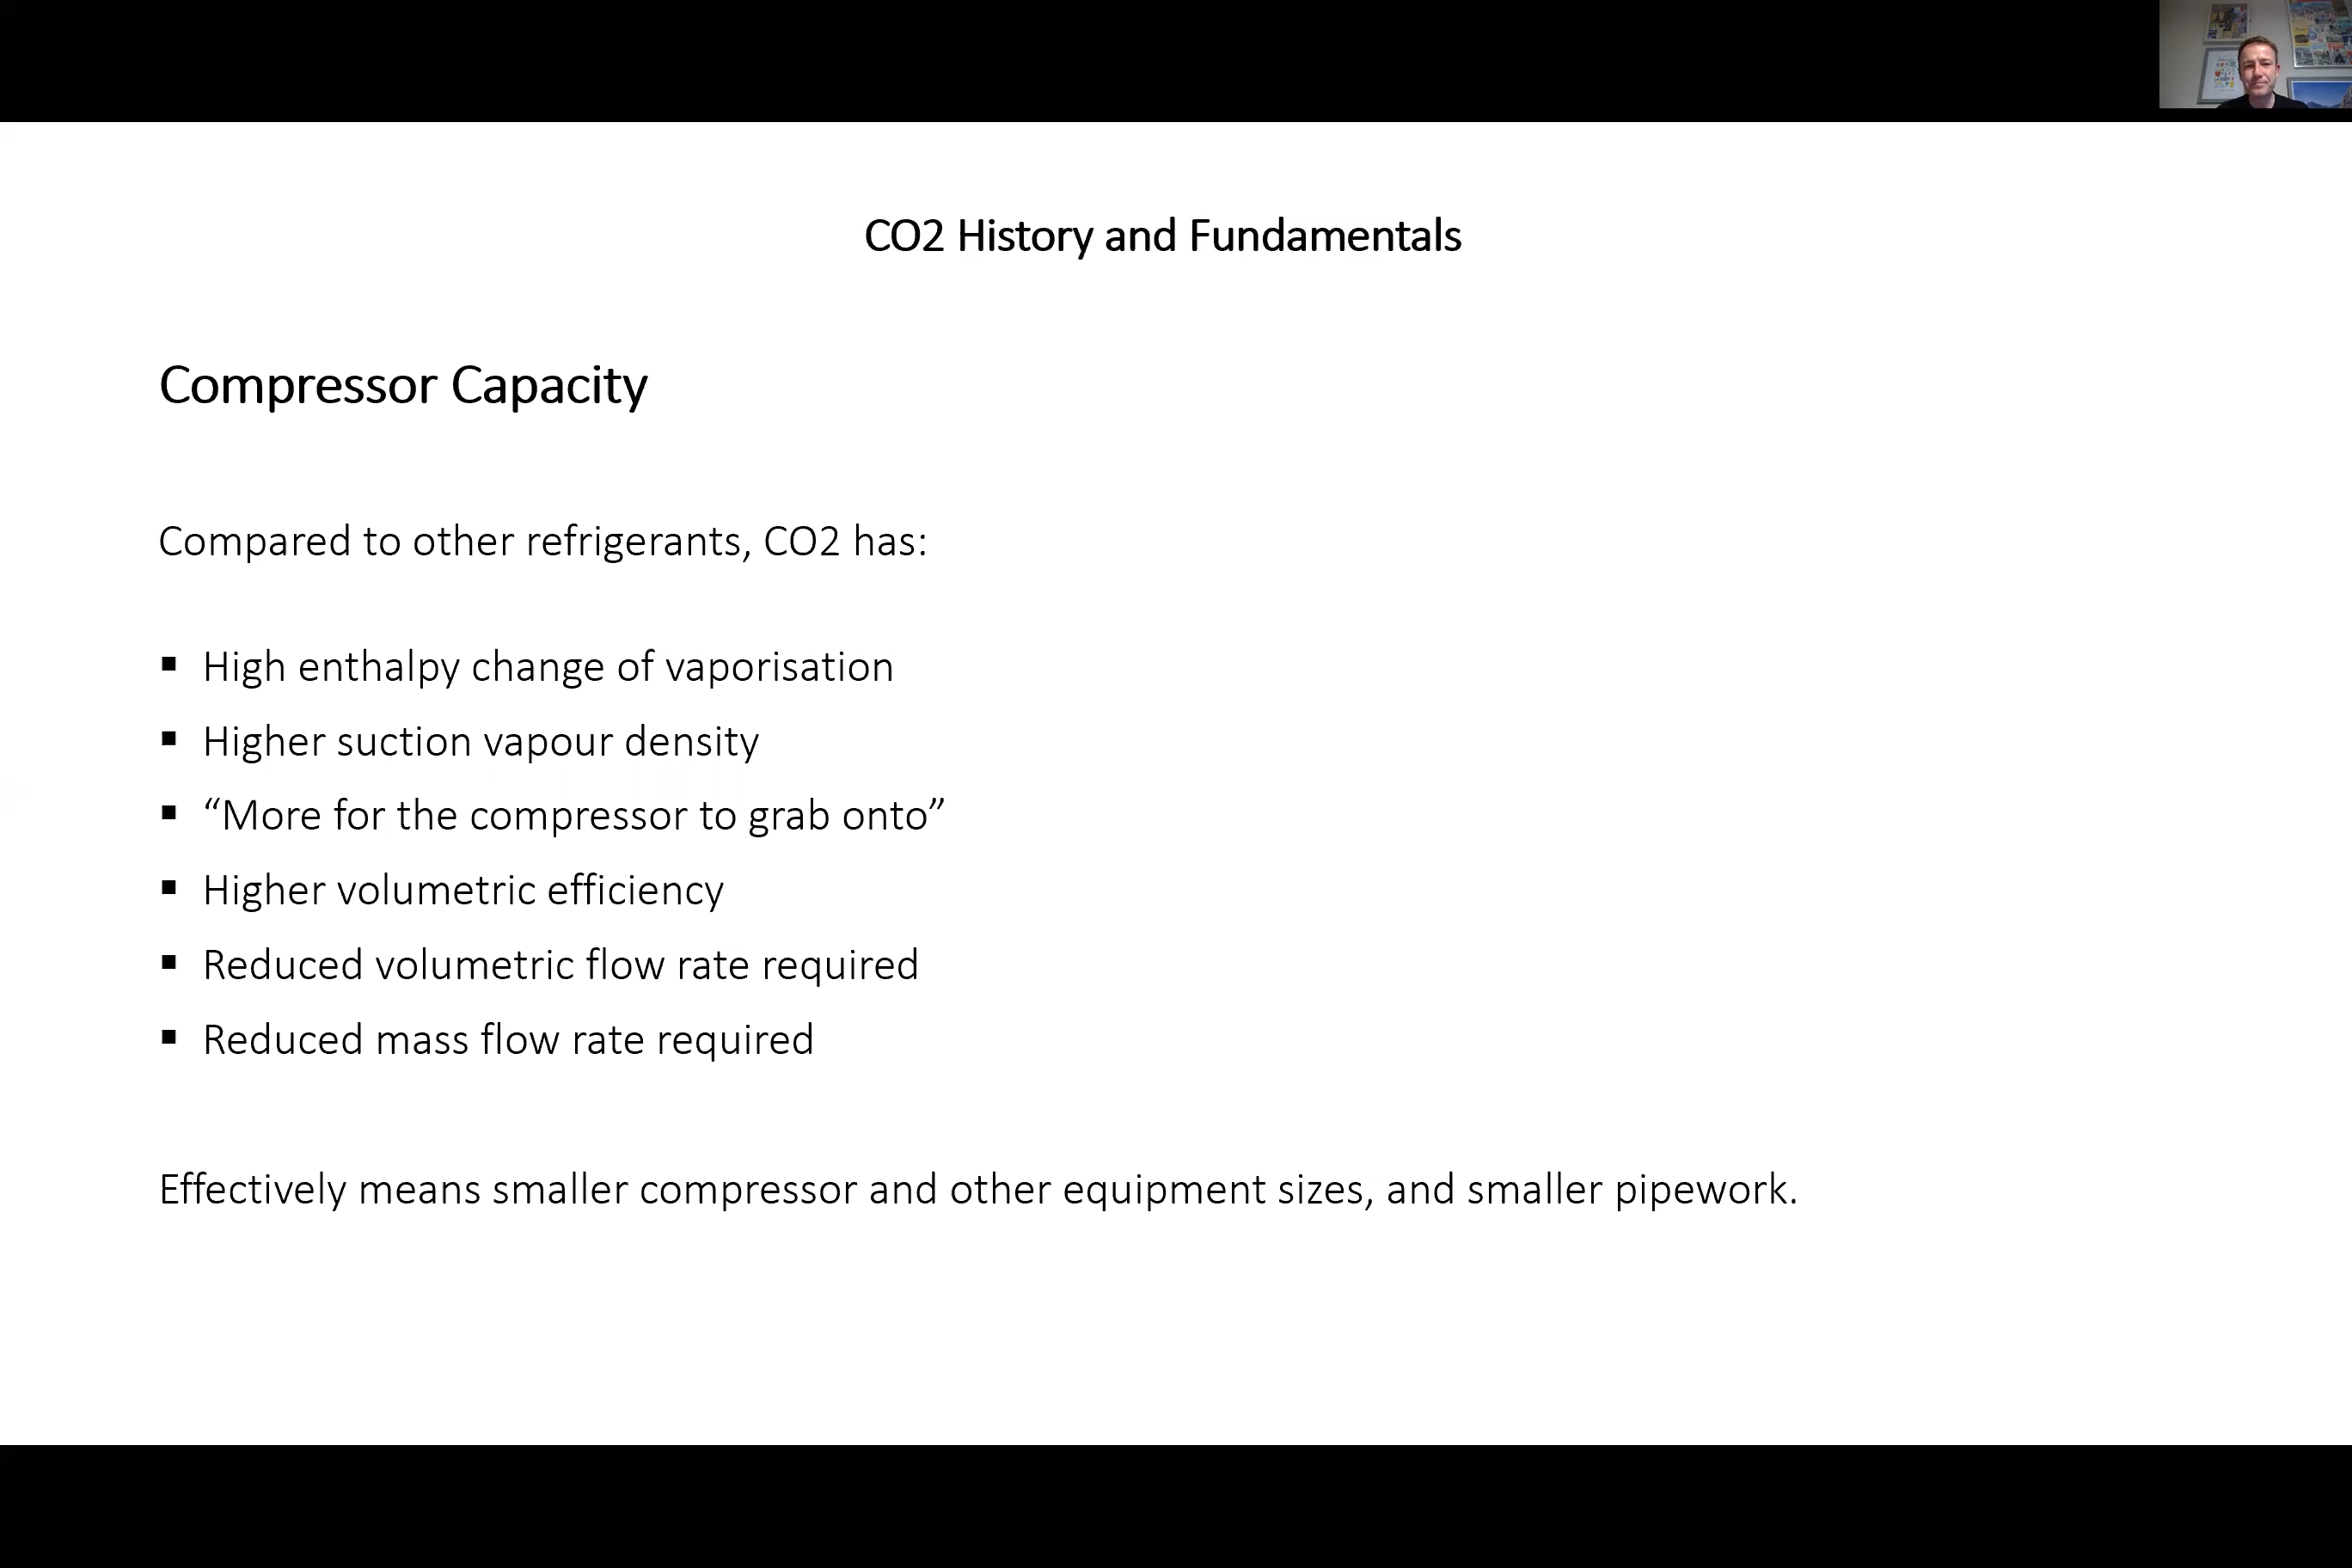 CO2 History and Fundamentals
Compressor Capacity
Compared to other refrigerants, CO2 has:
▪ High enthalpy change of vaporisation
▪ Higher suction vapour density
▪ “More for the compressor to grab onto”
▪ Higher volumetric efficiency
▪ Reduced volumetric flow rate required
▪ Reduced mass flow rate required
Effectively means smaller compressor and other equipment sizes, and smaller pipework.